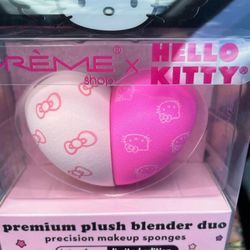 RÈME® x HELLO
shop KITTY®
premium plush blender duo
precision makeup sponges